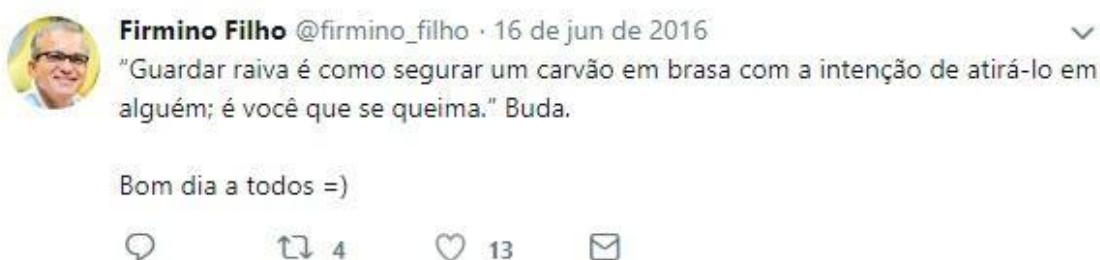 Firmino Filho @firmino_filho · 16 de jun de 2016
“Guardar raiva é como segurar um carvão em brasa com a intenção de atirá-lo em
alguém; é você que se queima.” Buda.
Bom dia a todos =)
4 13